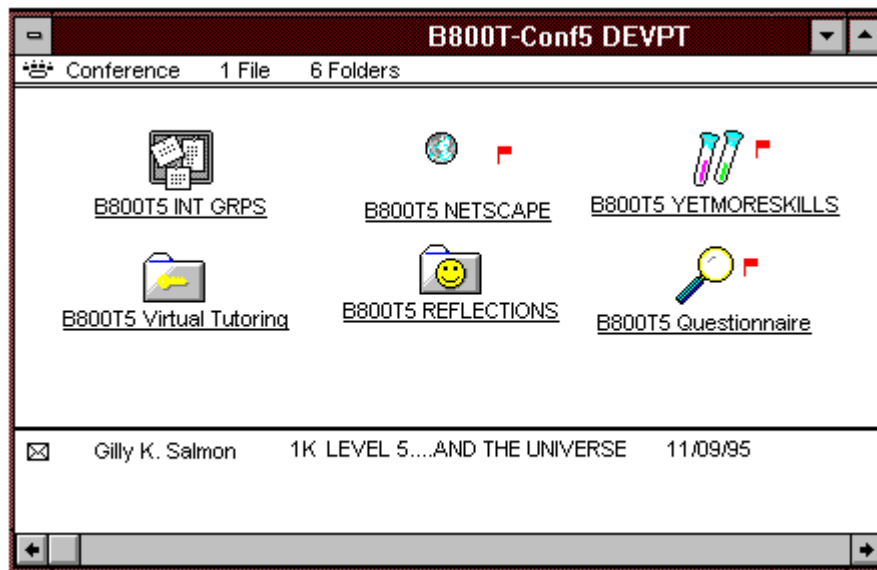 B800T-Conf5 DEVPT
Conference 1 File 6 Folders
B800T5 INT GRPS B800T5 NETSCAPE B800T5 YETMORESKILLS
B800T5 Virtual Tutoring B800T5 REFLECTIONS B800T5 Questionnaire
Gilly K. Salmon 1K LEVEL 5....AND THE UNIVERSE 11/09/95